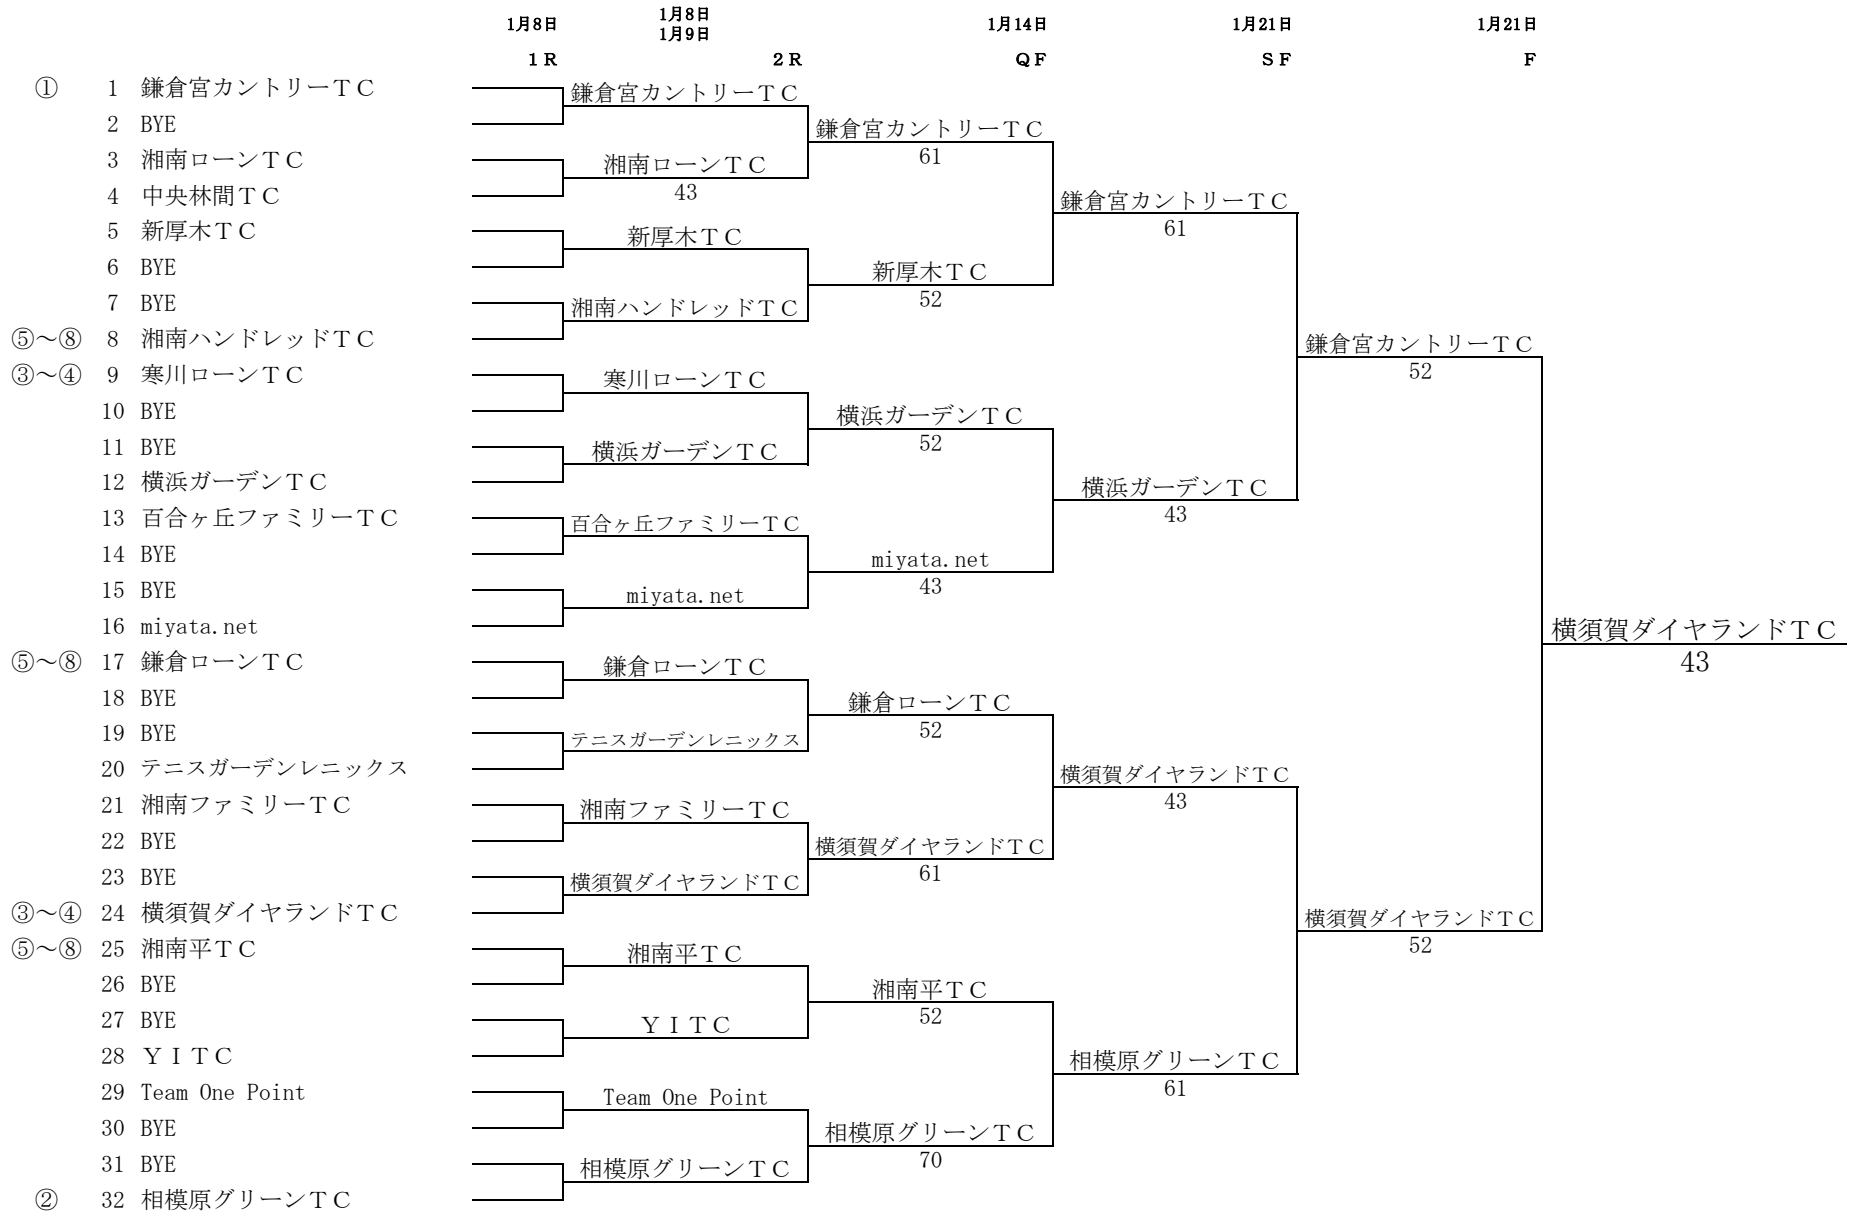 1月8日 1月8日 1月14日 1月21日 1月21日
1月9日
1R 2R QF SF F
① 1 鎌倉宮カントリーTC
鎌倉宮カントリーTC
2 BYE
鎌倉宮カントリーTC
61
3 湘南ローンTC
湘南ローンTC
43
4 中央林間TC
鎌倉宮カントリーTC
61
5 新厚木TC
新厚木TC
6 BYE
新厚木TC
52
7 BYE
湘南ハンドレッドTC
⑤～⑧ 8 湘南ハンドレッドTC
鎌倉宮カントリーTC
52
③～④ 9 寒川ローンTC
寒川ローンTC
10 BYE
横浜ガーデンTC
52
11 BYE
横浜ガーデンTC
12 横浜ガーデンTC
横浜ガーデンTC
43
13 百合ヶ丘ファミリーTC
百合ヶ丘ファミリーTC
14 BYE
miyata.net
43
15 BYE
miyata.net
16 miyata.net
横須賀ダイヤランドTC
43
⑤～⑧ 17 鎌倉ローンTC
鎌倉ローンTC
18 BYE
鎌倉ローンTC
52
19 BYE
テニスガーデンレニックス
20 テニスガーデンレニックス
横須賀ダイヤランドTC
43
21 湘南ファミリーTC
湘南ファミリーTC
22 BYE
横須賀ダイヤランドTC
61
23 BYE
横須賀ダイヤランドTC
③～④ 24 横須賀ダイヤランドTC
横須賀ダイヤランドTC
52
⑤～⑧ 25 湘南平TC
湘南平TC
26 BYE
湘南平TC
52
27 BYE
YITC
28 YITC
相模原グリーンTC
61
29 Team One Point
Team One Point
30 BYE
相模原グリーンTC
70
31 BYE
相模原グリーンTC
② 32 相模原グリーンTC